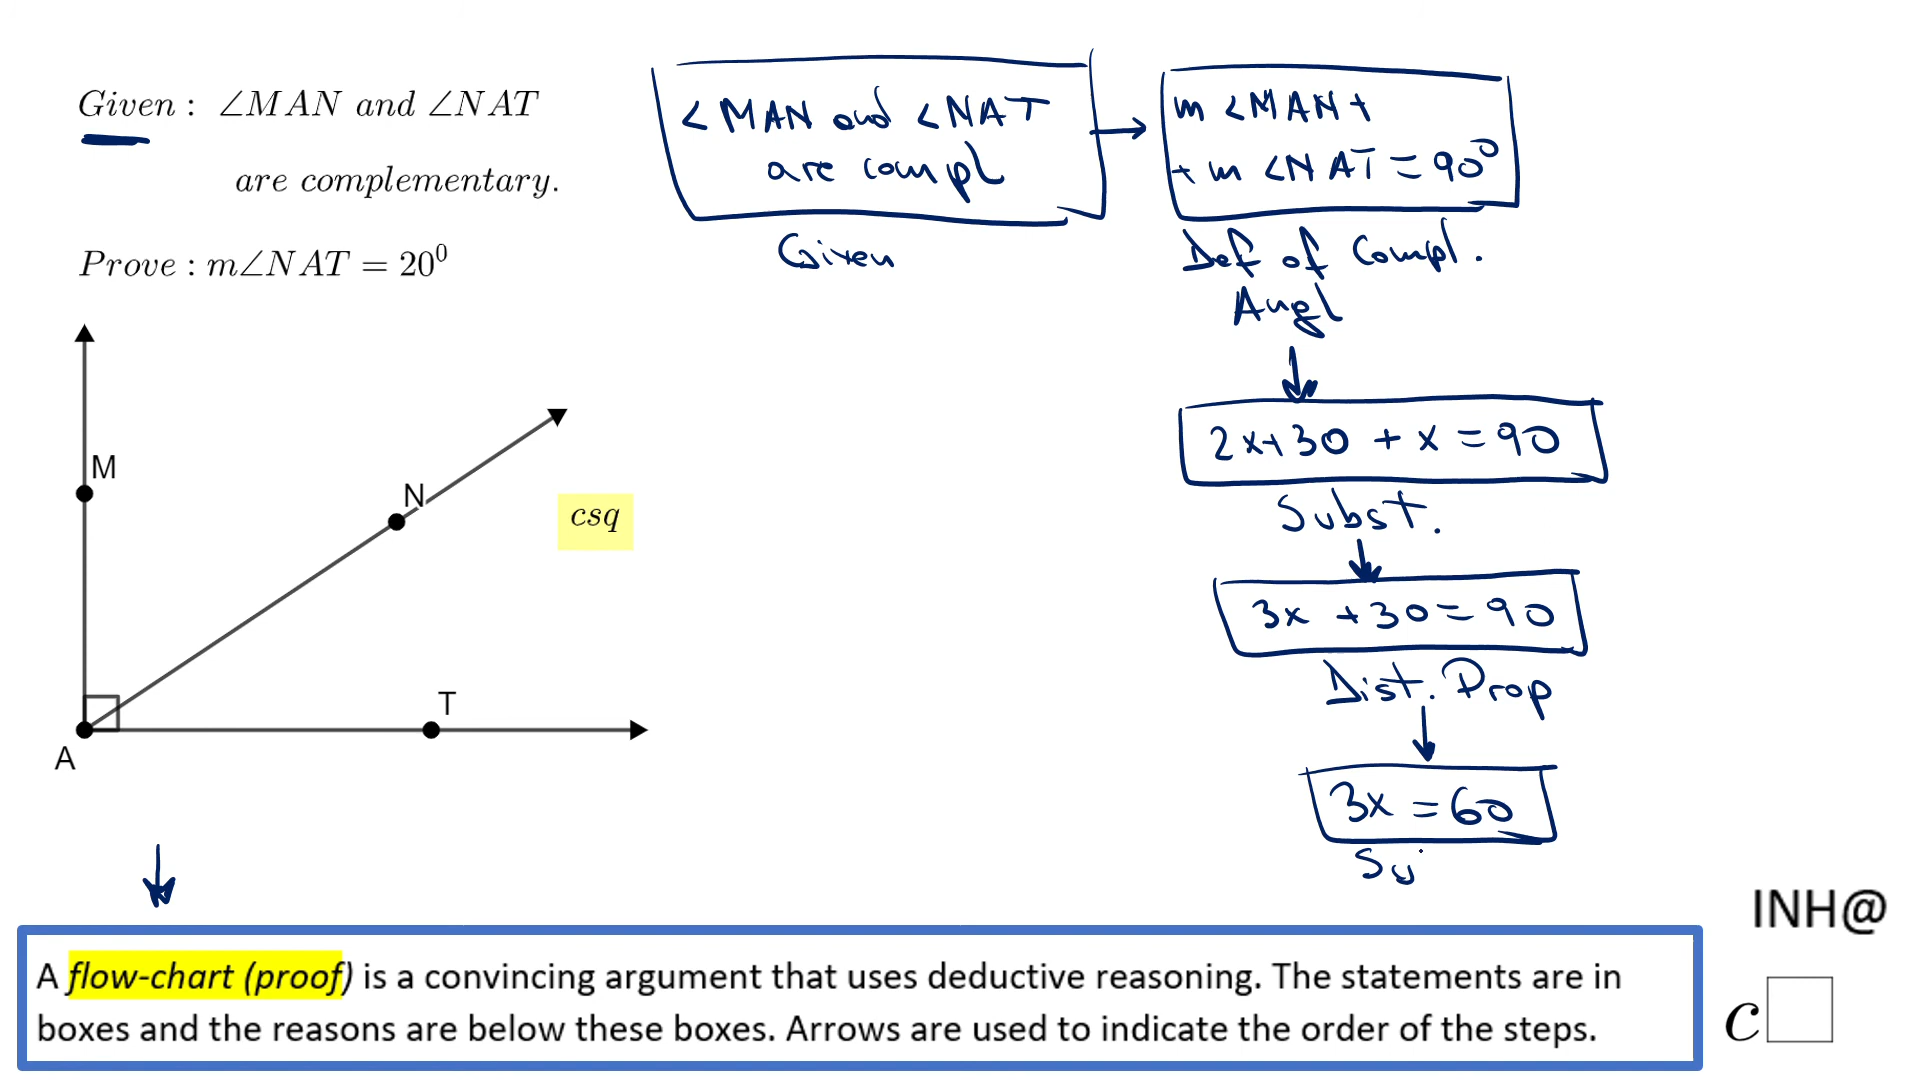 Given : ∠MAN and ∠NAT
are complementary.
Prove : m∠NAT = 20⁰
M
N
csq
T
A
∠MAN and ∠NAT
are compl
Given
m ∠MAN +
+ m ∠NAT = 90⁰
Def of Compl.
Angl
2x+30 + x = 90
Subst.
3x + 30 = 90
Dist. Prop
3x = 60
Su
A flow-chart (proof) is a convincing argument that uses deductive reasoning. The statements are in
boxes and the reasons are below these boxes. Arrows are used to indicate the order of the steps.
INH@
c